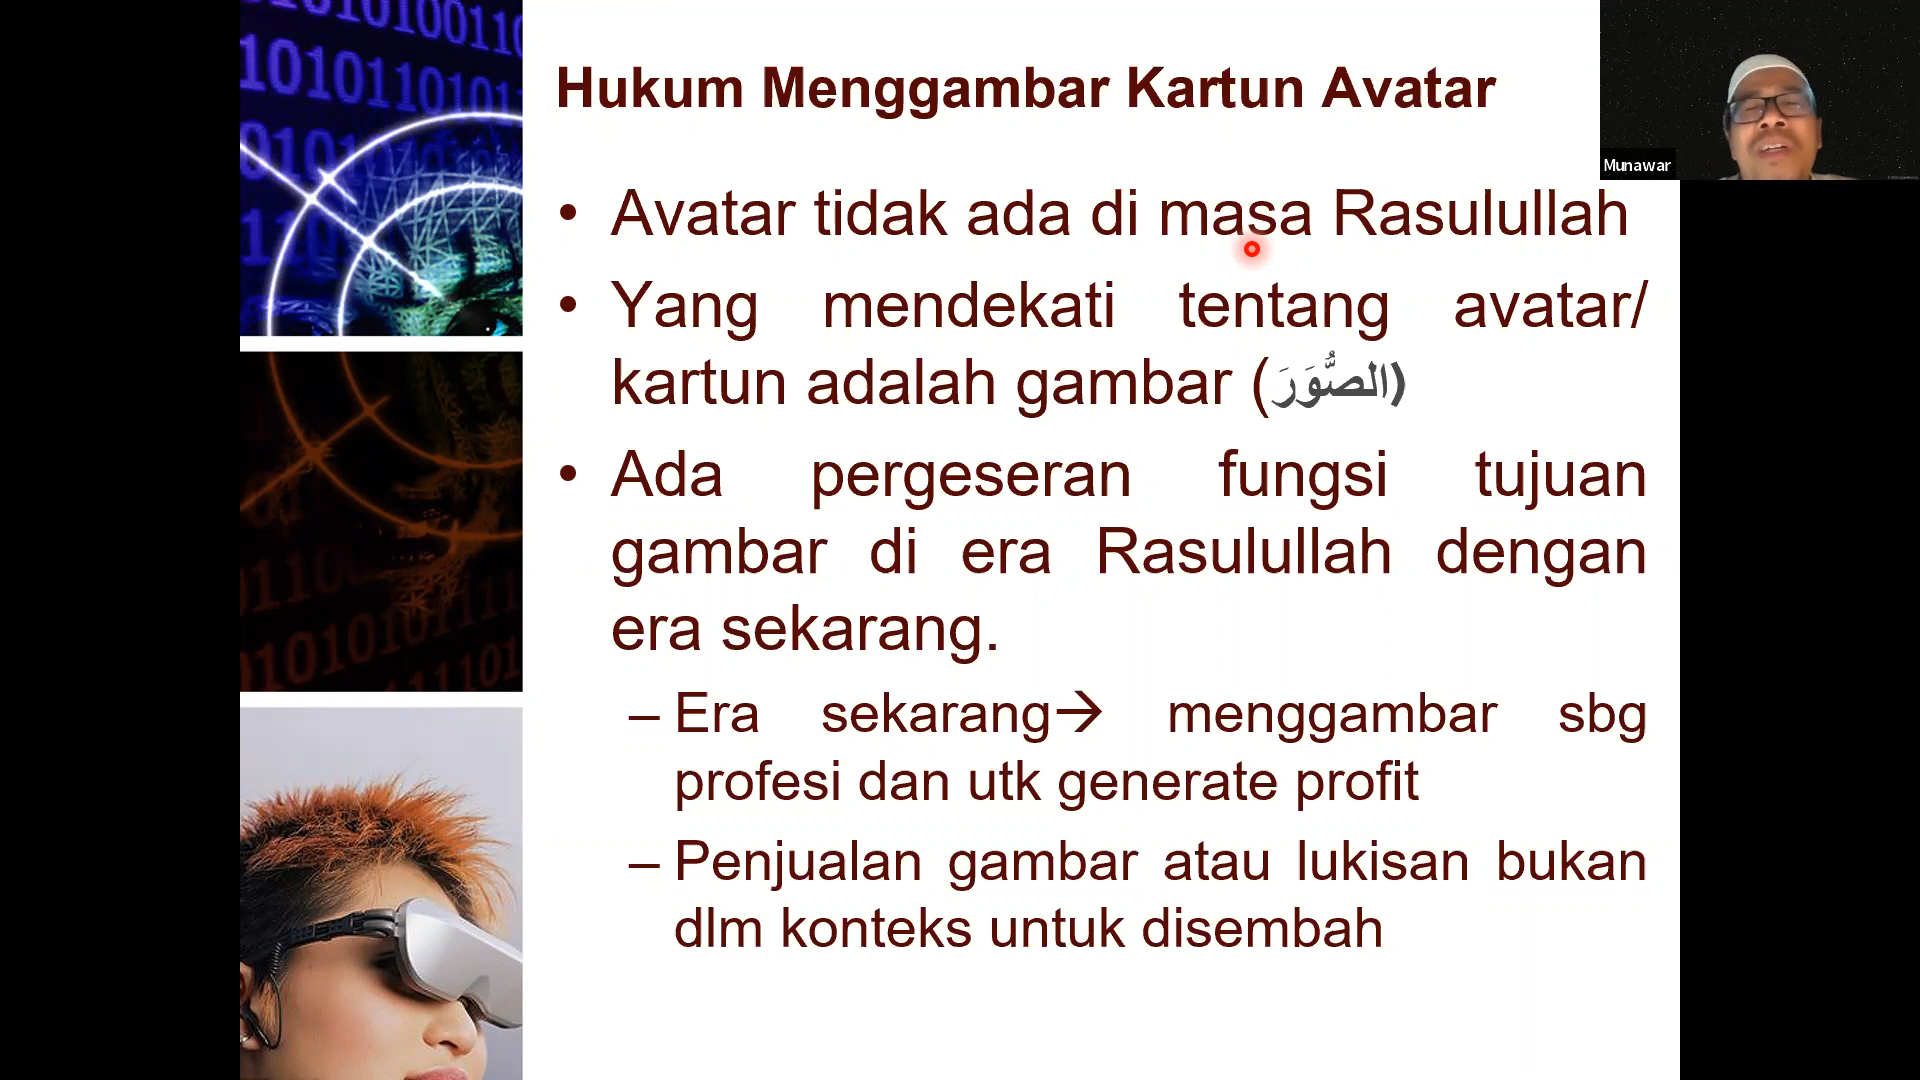 Hukum Menggambar Kartun Avatar
Munawar
• Avatar tidak ada di masa Rasulullah
• Yang mendekati tentang avatar/
kartun adalah gambar (الصُّوَرَ)
• Ada pergeseran fungsi tujuan
gambar di era Rasulullah dengan
era sekarang.
– Era sekarang→ menggambar sbg
profesi dan utk generate profit
– Penjualan gambar atau lukisan bukan
dlm konteks untuk disembah